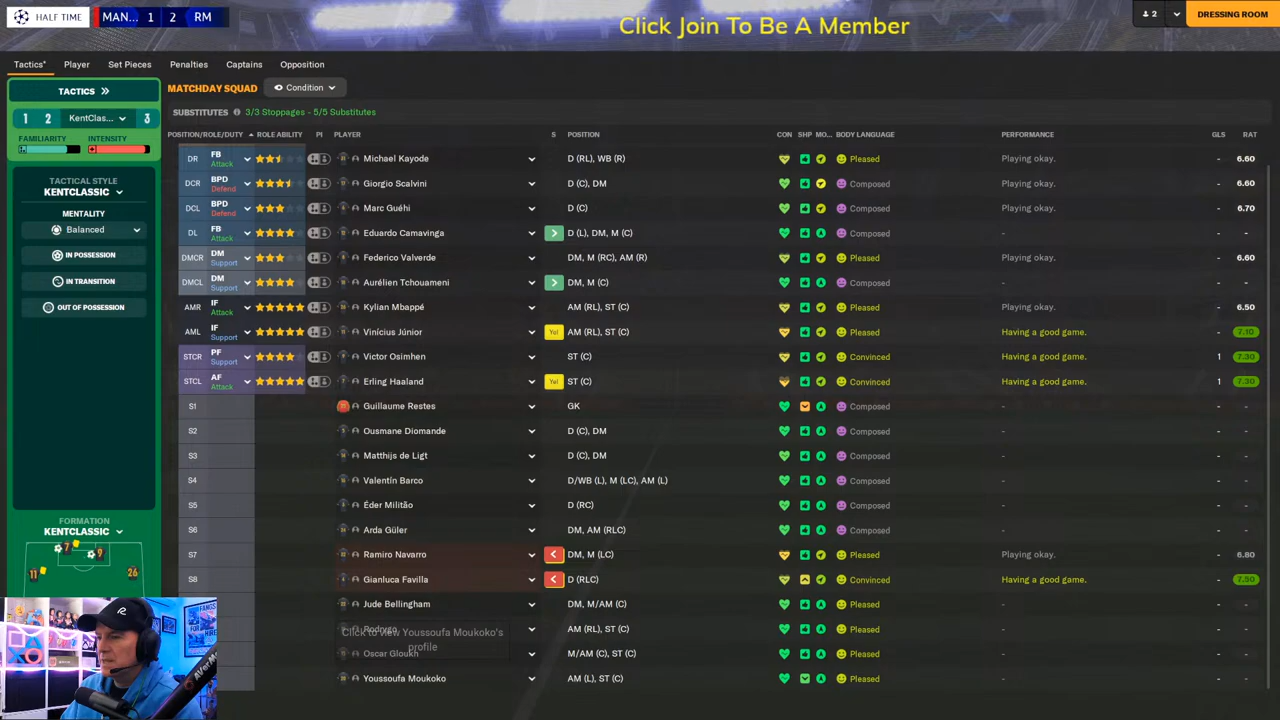 HALF TIME MAN... 1 2 RM
Click Join To Be A Member
2 DRESSING ROOM
Tactics* Player Set Pieces Penalties Captains Opposition
TACTICS
MATCHDAY SQUAD Condition
1 2 KentClas... 3
SUBSTITUTES 3/3 Stoppages - 5/5 Substitutes
FAMILIARITY INTENSITY
POSITION/ROLE/DUTY ROLE ABILITY PI PLAYER S POSITION CON SHP MO... BODY LANGUAGE PERFORMANCE GLS RAT
DR FB Attack Michael Kayode D (RL), WB (R) Pleased Playing okay. - 6.60
DCR BPD Defend Giorgio Scalvini D (C), DM Composed Playing okay. - 6.60
DCL BPD Defend Marc Guéhi D (C) Composed Playing okay. - 6.70
DL FB Attack Eduardo Camavinga D (L), DM, M (C) Composed - - -
DMCR DM Support Federico Valverde DM, M (RC), AM (R) Pleased Playing okay. - 6.60
DMCL DM Support Aurélien Tchouameni DM, M (C) Composed - - -
AMR IF Attack Kylian Mbappé AM (RL), ST (C) Pleased Playing okay. - 6.50
AML IF Support Vinícius Júnior Yel AM (RL), ST (C) Pleased Having a good game. - 7.10
STCR PF Support Victor Osimhen ST (C) Convinced Having a good game. 1 7.30
STCL AF Attack Erling Haaland Yel ST (C) Convinced Having a good game. 1 7.30
S1 Guillaume Restes GK Composed - - -
S2 Ousmane Diomande D (C), DM Composed - - -
S3 Matthijs de Ligt D (C), DM Composed - - -
S4 Valentín Barco D/WB (L), M (LC), AM (L) Composed - - -
S5 Éder Militão D (RC) Composed - - -
S6 Arda Güler DM, AM (RLC) Composed - - -
S7 Ramiro Navarro DM, M (LC) Pleased Playing okay. - 6.80
S8 Gianluca Favilla D (RLC) Convinced Having a good game. - 7.50
Jude Bellingham DM, M/AM (C) Pleased - - -
Rodrygo AM (RL), ST (C) Pleased - - -
Oscar Gloukh M/AM (C), ST (C) Pleased - - -
Youssoufa Moukoko AM (L), ST (C) Pleased - - -
Click to view Youssoufa Moukoko's
profile
TACTICAL STYLE
KENTCLASSIC
MENTALITY
Balanced
IN POSSESSION
IN TRANSITION
OUT OF POSSESSION
FORMATION
KENTCLASSIC
7 9
11 26